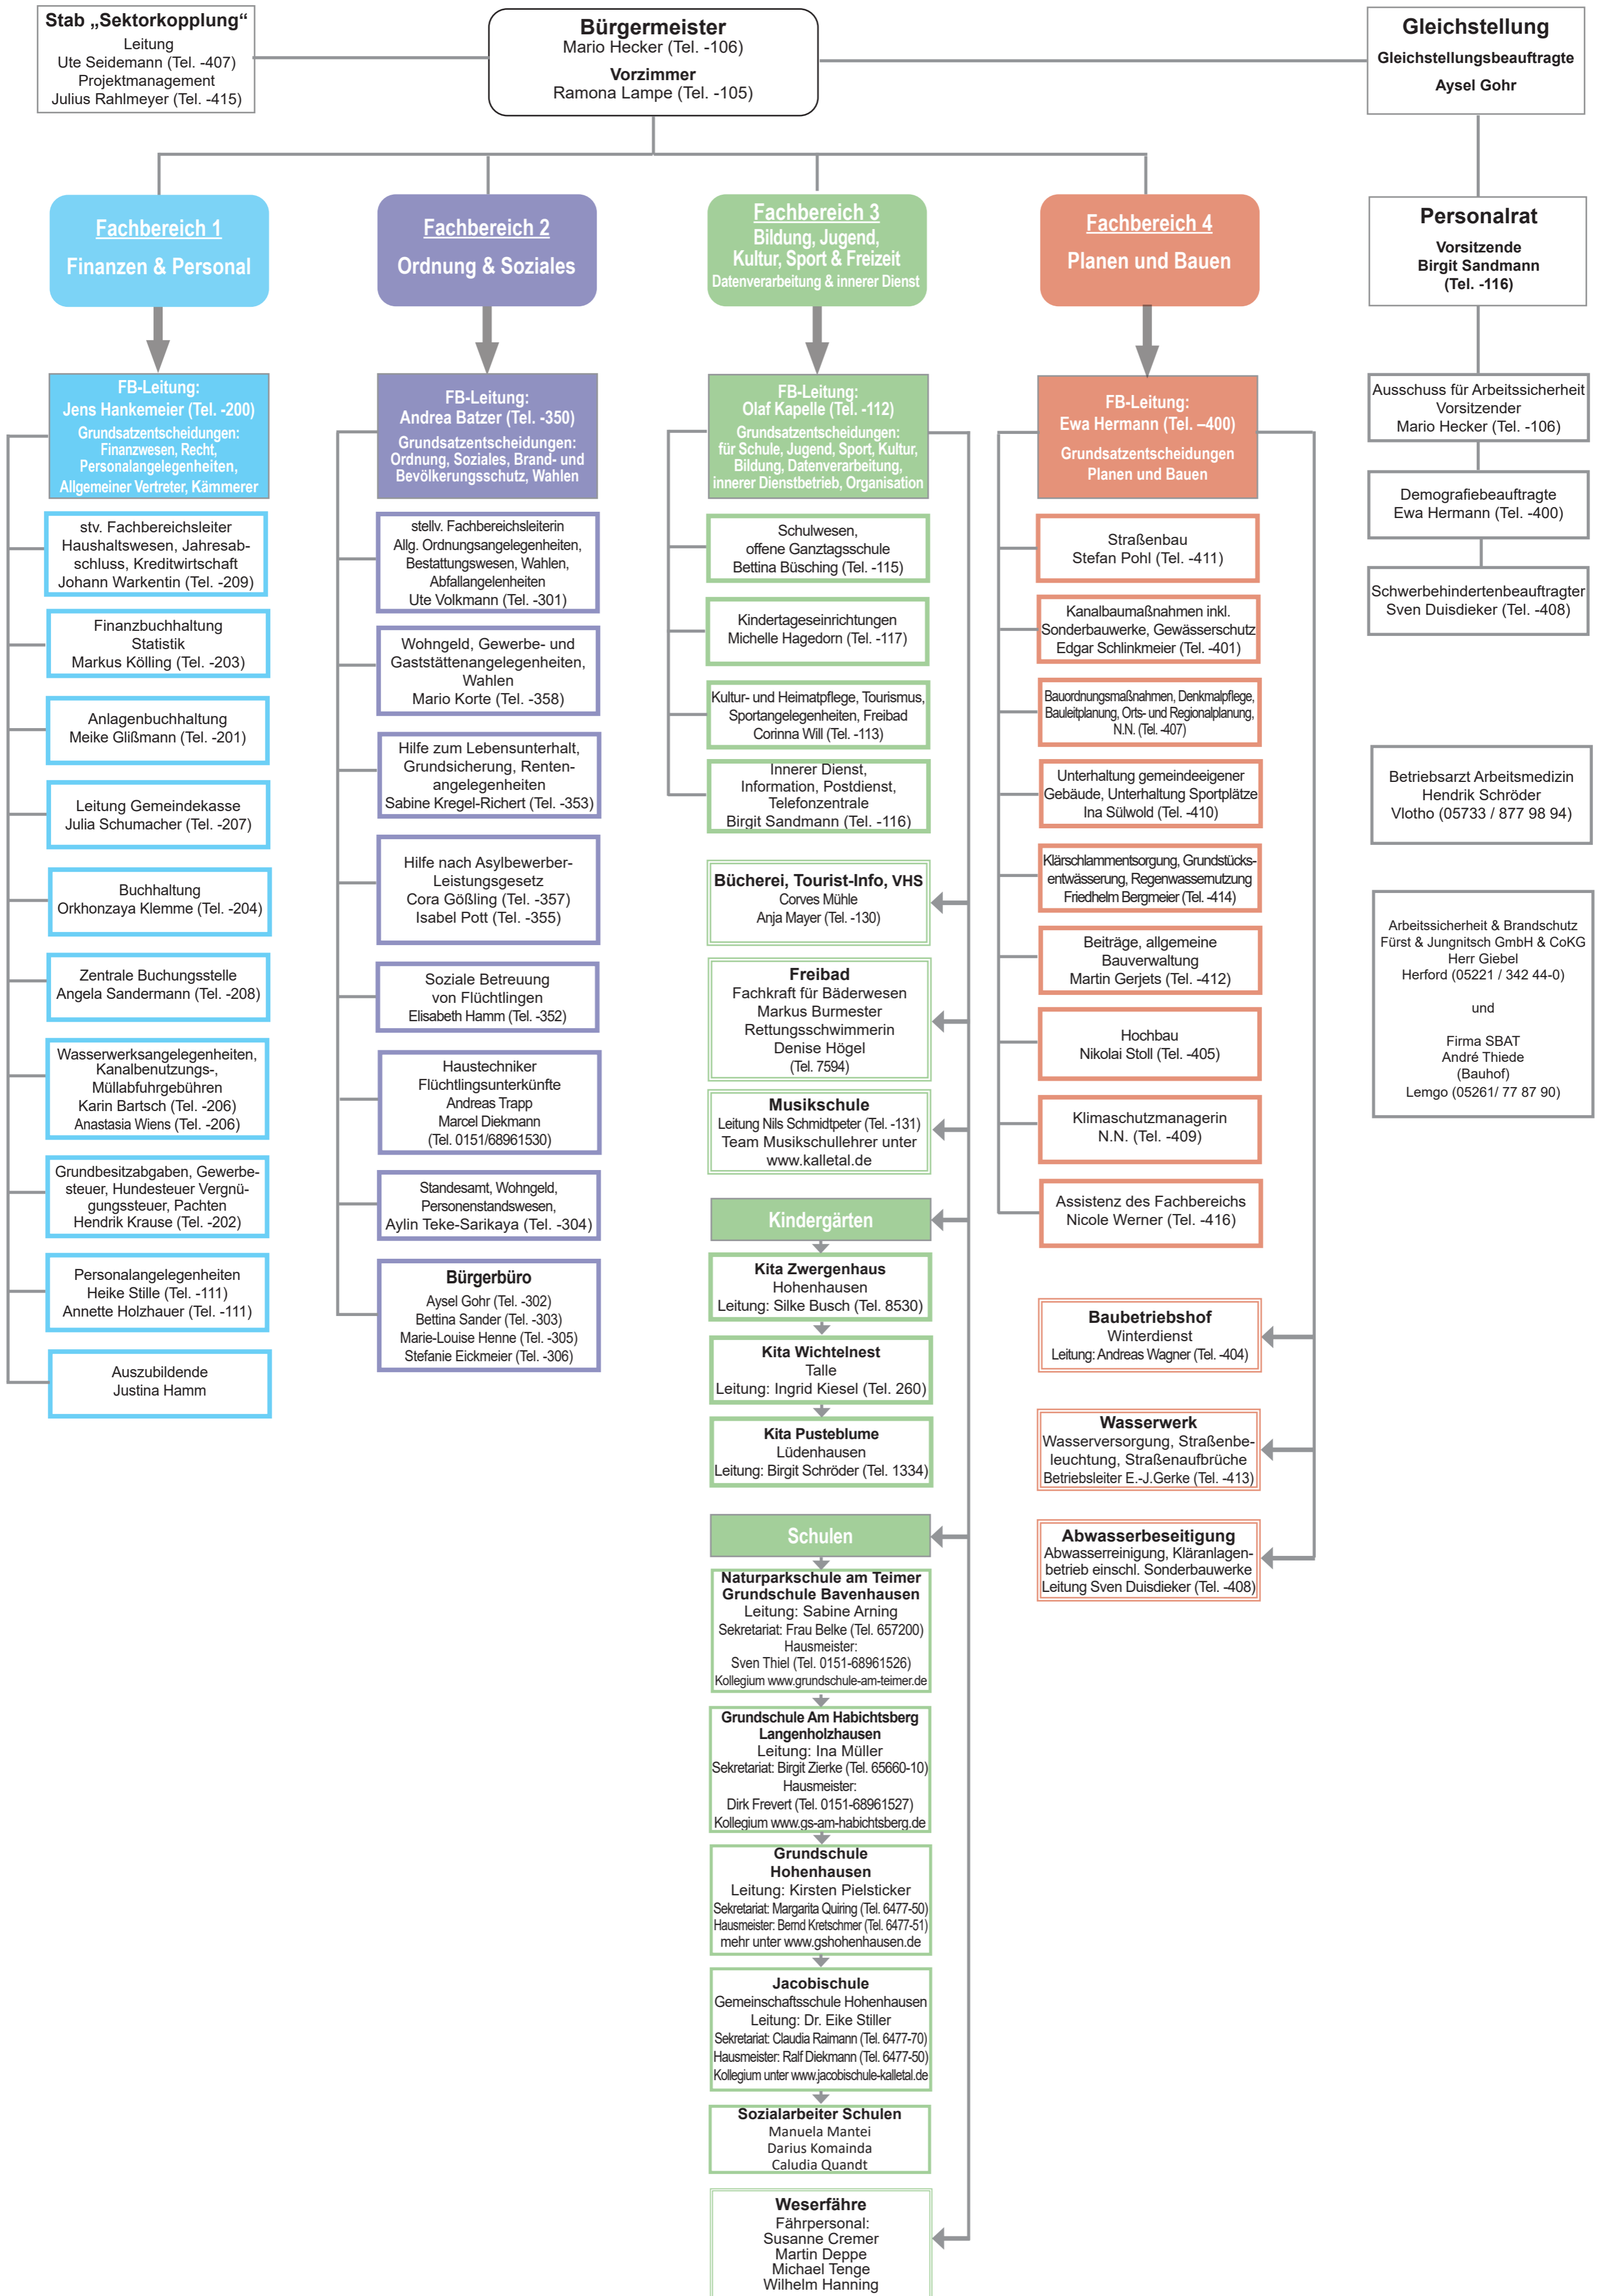 Stab „Sektorkopplung“
Leitung
Ute Seidemann (Tel. -407)
Projektmanagement
Julius Rahlmeyer (Tel. -415)
Bürgermeister
Mario Hecker (Tel. -106)
Vorzimmer
Ramona Lampe (Tel. -105)
Gleichstellung
Gleichstellungsbeauftragte
Aysel Gohr
Fachbereich 1
Finanzen & Personal
FB-Leitung:
Jens Hankemeier (Tel. -200)
Grundsatzentscheidungen:
Finanzwesen, Recht,
Personalangelegenheiten,
Allgemeiner Vertreter, Kämmerer
stv. Fachbereichsleiter
Haushaltswesen, Jahresab-
schluss, Kreditwirtschaft
Johann Warkentin (Tel. -209)
Finanzbuchhaltung
Statistik
Markus Kölling (Tel. -203)
Anlagenbuchhaltung
Meike Glißmann (Tel. -201)
Leitung Gemeindekasse
Julia Schumacher (Tel. -207)
Buchhaltung
Orkhonzaya Klemme (Tel. -204)
Zentrale Buchungsstelle
Angela Sandermann (Tel. -208)
Wasserwerksangelegenheiten,
Kanalbenutzungs-,
Müllabfuhrgebühren
Karin Bartsch (Tel. -206)
Anastasia Wiens (Tel. -206)
Grundbesitzabgaben, Gewerbe-
steuer, Hundesteuer Vergnü-
gungssteuer, Pachten
Hendrik Krause (Tel. -202)
Personalangelegenheiten
Heike Stille (Tel. -111)
Annette Holzhauer (Tel. -111)
Auszubildende
Justina Hamm
Fachbereich 2
Ordnung & Soziales
FB-Leitung:
Andrea Batzer (Tel. -350)
Grundsatzentscheidungen:
Ordnung, Soziales, Brand- und
Bevölkerungsschutz, Wahlen
stellv. Fachbereichsleiterin
Allg. Ordnungsangelegenheiten,
Bestattungswesen, Wahlen,
Abfallangelenheiten
Ute Volkmann (Tel. -301)
Wohngeld, Gewerbe- und
Gaststättenangelegenheiten,
Wahlen
Mario Korte (Tel. -358)
Hilfe zum Lebensunterhalt,
Grundsicherung, Renten-
angelegenheiten
Sabine Kregel-Richert (Tel. -353)
Hilfe nach Asylbewerber-
Leistungsgesetz
Cora Gößling (Tel. -357)
Isabel Pott (Tel. -355)
Soziale Betreuung
von Flüchtlingen
Elisabeth Hamm (Tel. -352)
Haustechniker
Flüchtlingsunterkünfte
Andreas Trapp
Marcel Diekmann
(Tel. 0151/68961530)
Standesamt, Wohngeld,
Personenstandswesen,
Aylin Teke-Sarikaya (Tel. -304)
Bürgerbüro
Aysel Gohr (Tel. -302)
Bettina Sander (Tel. -303)
Marie-Louise Henne (Tel. -305)
Stefanie Eickmeier (Tel. -306)
Fachbereich 3
Bildung, Jugend,
Kultur, Sport & Freizeit
Datenverarbeitung & innerer Dienst
FB-Leitung:
Olaf Kapelle (Tel. -112)
Grundsatzentscheidungen:
für Schule, Jugend, Sport, Kultur,
Bildung, Datenverarbeitung,
innerer Dienstbetrieb, Organisation
Schulwesen,
offene Ganztagsschule
Bettina Büsching (Tel. -115)
Kindertageseinrichtungen
Michelle Hagedorn (Tel. -117)
Kultur- und Heimatpflege, Tourismus,
Sportangelegenheiten, Freibad
Corinna Will (Tel. -113)
Innerer Dienst,
Information, Postdienst,
Telefonzentrale
Birgit Sandmann (Tel. -116)
Bücherei, Tourist-Info, VHS
Corves Mühle
Anja Mayer (Tel. -130)
Freibad
Fachkraft für Bäderwesen
Markus Burmester
Rettungsschwimmerin
Denise Högel
(Tel. 7594)
Musikschule
Leitung Nils Schmidtpeter (Tel. -131)
Team Musikschullehrer unter
www.kalletal.de
Kindergärten
Kita Zwergenhaus
Hohenhausen
Leitung: Silke Busch (Tel. 8530)
Kita Wichtelnest
Talle
Leitung: Ingrid Kiesel (Tel. 260)
Kita Pusteblume
Lüdenhausen
Leitung: Birgit Schröder (Tel. 1334)
Schulen
Naturparkschule am Teimer
Grundschule Bavenhausen
Leitung: Sabine Arning
Sekretariat: Frau Belke (Tel. 657200)
Hausmeister:
Sven Thiel (Tel. 0151-68961526)
Kollegium www.grundschule-am-teimer.de
Grundschule Am Habichtsberg
Langenholzhausen
Leitung: Ina Müller
Sekretariat: Birgit Zierke (Tel. 65660-10)
Hausmeister:
Dirk Frevert (Tel. 0151-68961527)
Kollegium www.gs-am-habichtsberg.de
Grundschule
Hohenhausen
Leitung: Kirsten Pielsticker
Sekretariat: Margarita Quiring (Tel. 6477-50)
Hausmeister: Bernd Kretschmer (Tel. 6477-51)
mehr unter www.gshohenhausen.de
Jacobischule
Gemeinschaftsschule Hohenhausen
Leitung: Dr. Eike Stiller
Sekretariat: Claudia Raimann (Tel. 6477-70)
Hausmeister: Ralf Diekmann (Tel. 6477-50)
Kollegium unter www.jacobischule-kalletal.de
Sozialarbeiter Schulen
Manuela Mantei
Darius Komainda
Caludia Quandt
Weserfähre
Fährpersonal:
Susanne Cremer
Martin Deppe
Michael Tenge
Wilhelm Hanning
Fachbereich 4
Planen und Bauen
FB-Leitung:
Ewa Hermann (Tel. –400)
Grundsatzentscheidungen
Planen und Bauen
Straßenbau
Stefan Pohl (Tel. -411)
Kanalbaumaßnahmen inkl.
Sonderbauwerke, Gewässerschutz
Edgar Schlinkmeier (Tel. -401)
Bauordnungsmaßnahmen, Denkmalpflege,
Bauleitplanung, Orts- und Regionalplanung,
N.N. (Tel. -407)
Unterhaltung gemeindeeigener
Gebäude, Unterhaltung Sportplätze
Ina Sülwold (Tel. -410)
Klärschlammentsorgung, Grundstücks-
entwässerung, Regenwassernutzung
Friedhelm Bergmeier (Tel. -414)
Beiträge, allgemeine
Bauverwaltung
Martin Gerjets (Tel. -412)
Hochbau
Nikolai Stoll (Tel. -405)
Klimaschutzmanagerin
N.N. (Tel. -409)
Assistenz des Fachbereichs
Nicole Werner (Tel. -416)
Baubetriebshof
Winterdienst
Leitung: Andreas Wagner (Tel. -404)
Wasserwerk
Wasserversorgung, Straßenbe-
leuchtung, Straßenaufbrüche
Betriebsleiter E.-J.Gerke (Tel. -413)
Abwasserbeseitigung
Abwasserreinigung, Kläranlagen-
betrieb einschl. Sonderbauwerke
Leitung Sven Duisdieker (Tel. -408)
Personalrat
Vorsitzende
Birgit Sandmann
(Tel. -116)
Ausschuss für Arbeitssicherheit
Vorsitzender
Mario Hecker (Tel. -106)
Demografiebeauftragte
Ewa Hermann (Tel. -400)
Schwerbehindertenbeauftragter
Sven Duisdieker (Tel. -408)
Betriebsarzt Arbeitsmedizin
Hendrik Schröder
Vlotho (05733 / 877 98 94)
Arbeitssicherheit & Brandschutz
Fürst & Jungnitsch GmbH & CoKG
Herr Giebel
Herford (05221 / 342 44-0)
und
Firma SBAT
André Thiede
(Bauhof)
Lemgo (05261/ 77 87 90)